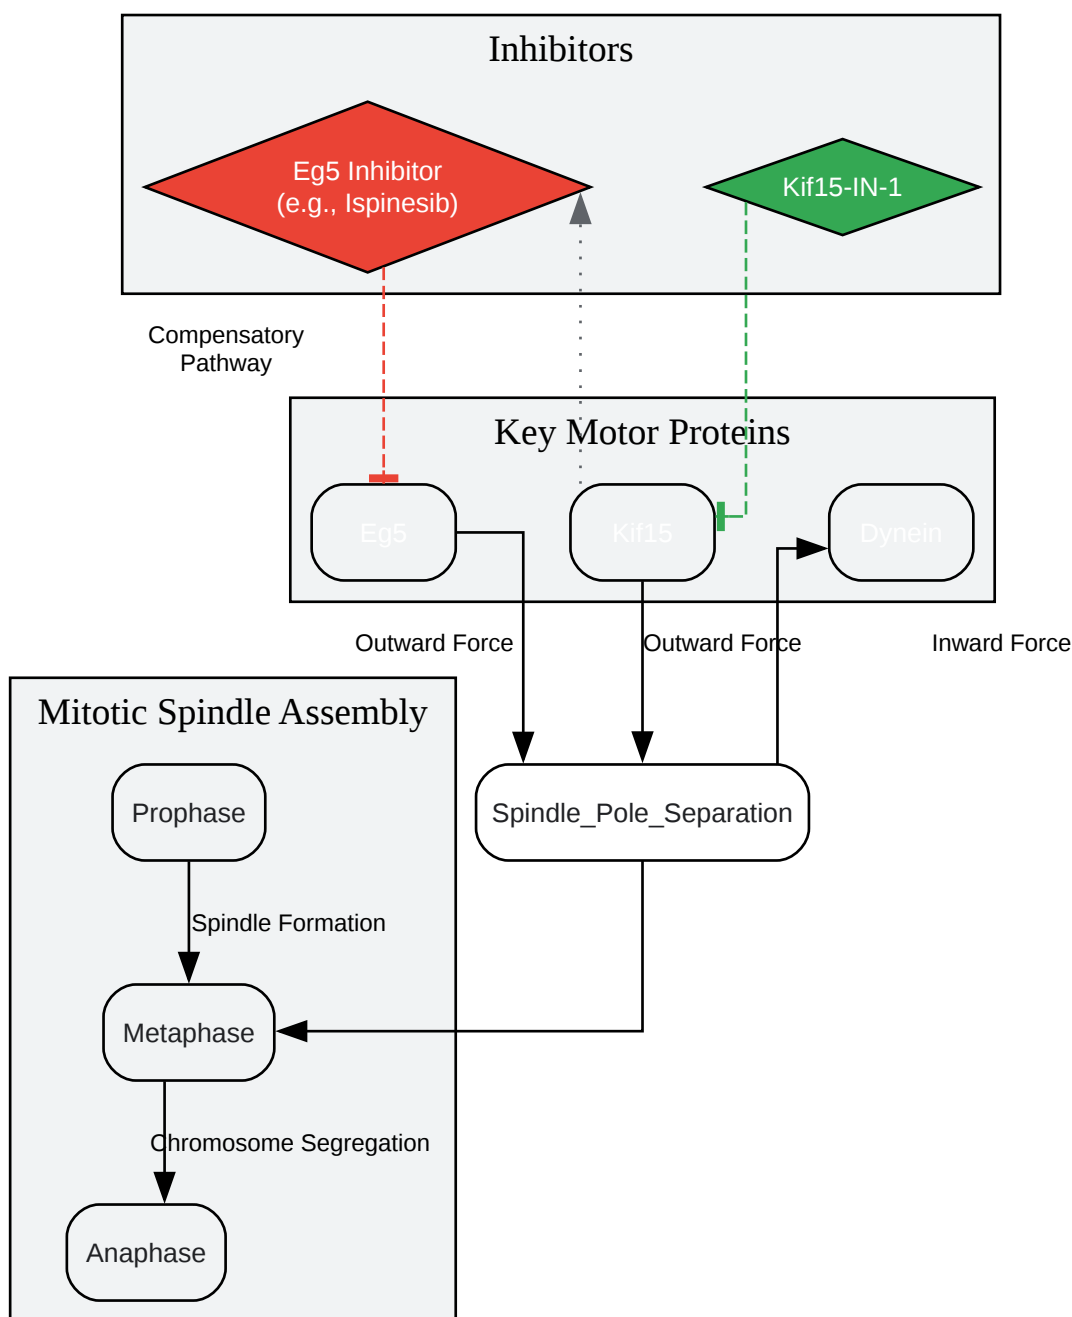 Inhibitors
Eg5 Inhibitor
(e.g., Ispinesib)
Kif15-IN-1
Compensatory
Pathway
Key Motor Proteins
Eg5
Kif15
Dynein
Outward Force
Outward Force
Inward Force
Mitotic Spindle Assembly
Prophase
Spindle_Pole_Separation
Spindle Formation
Metaphase
Chromosome Segregation
Anaphase